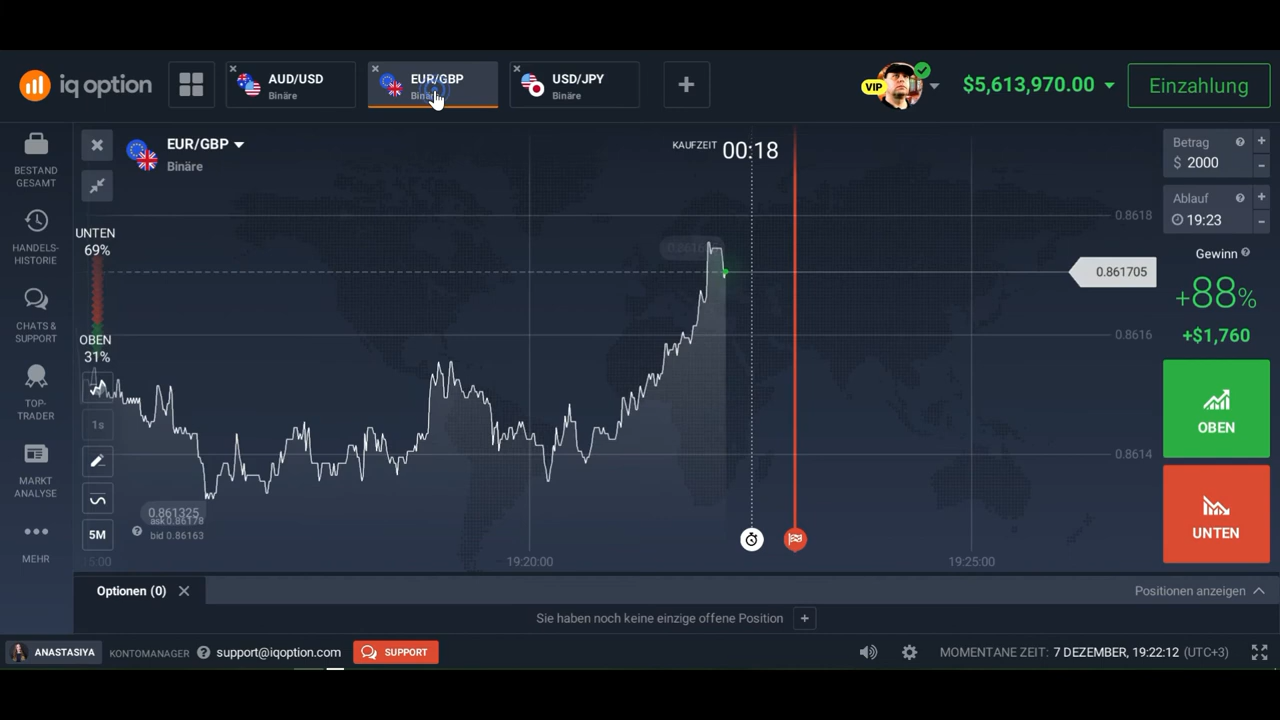 iq option
AUD/USD
Binäre
EUR/GBP
Binäre
USD/JPY
Binäre
VIP
$5,613,970.00
Einzahlung
BESTAND
GESAMT
HANDELS-
HISTORIE
CHATS &
SUPPORT
TOP-
TRADER
MARKT
ANALYSE
MEHR
EUR/GBP
Binäre
UNTEN
69%
OBEN
31%
1s
5M
KAUFZEIT 00:18
0.8618
0.861705
0.8616
0.8614
0.861325
ask 0.86178
bid 0.86163
19:20:00
19:25:00
Betrag
$ 2000
Ablauf
19:23
Gewinn
+88%
+$1,760
OBEN
UNTEN
Optionen (0)
Positionen anzeigen
Sie haben noch keine einzige offene Position
ANASTASIYA
KONTOMANAGER
support@iqoption.com
SUPPORT
MOMENTANE ZEIT: 7 DEZEMBER, 19:22:12 (UTC+3)